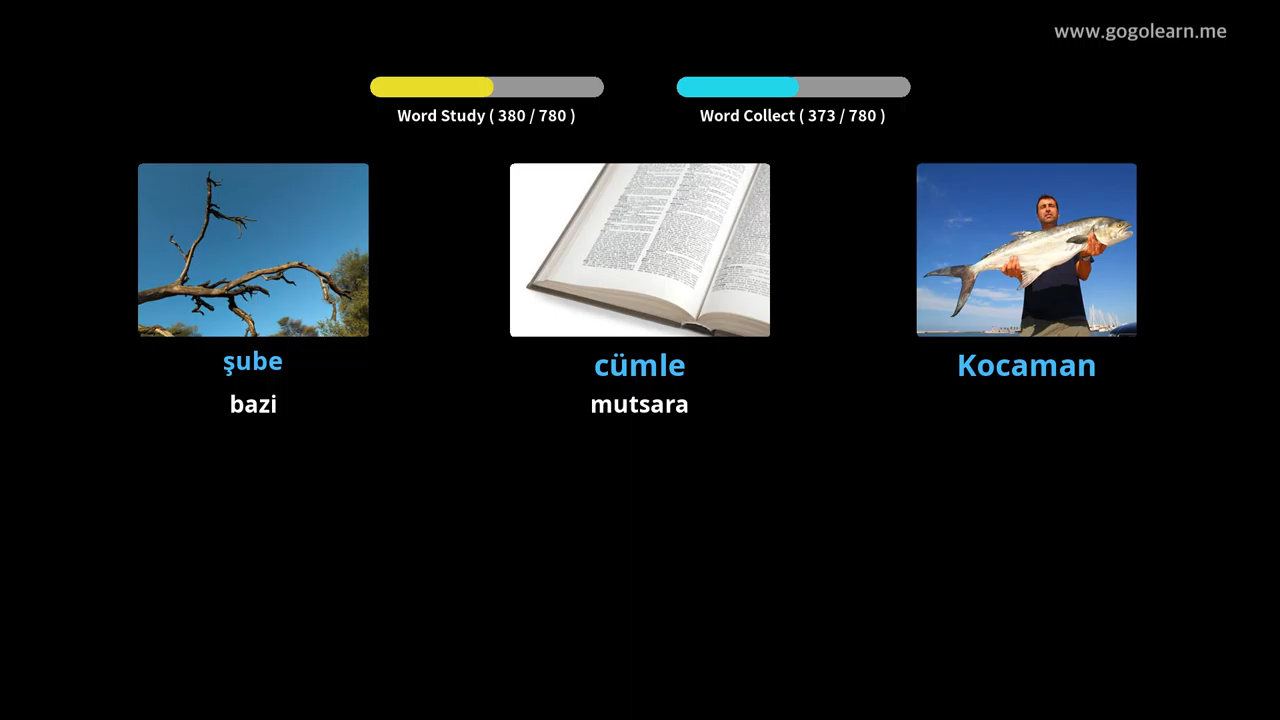 www.gogolearn.me
Word Study ( 380 / 780 )
Word Collect ( 373 / 780 )
şube
cümle
Kocaman
bazi
mutsara